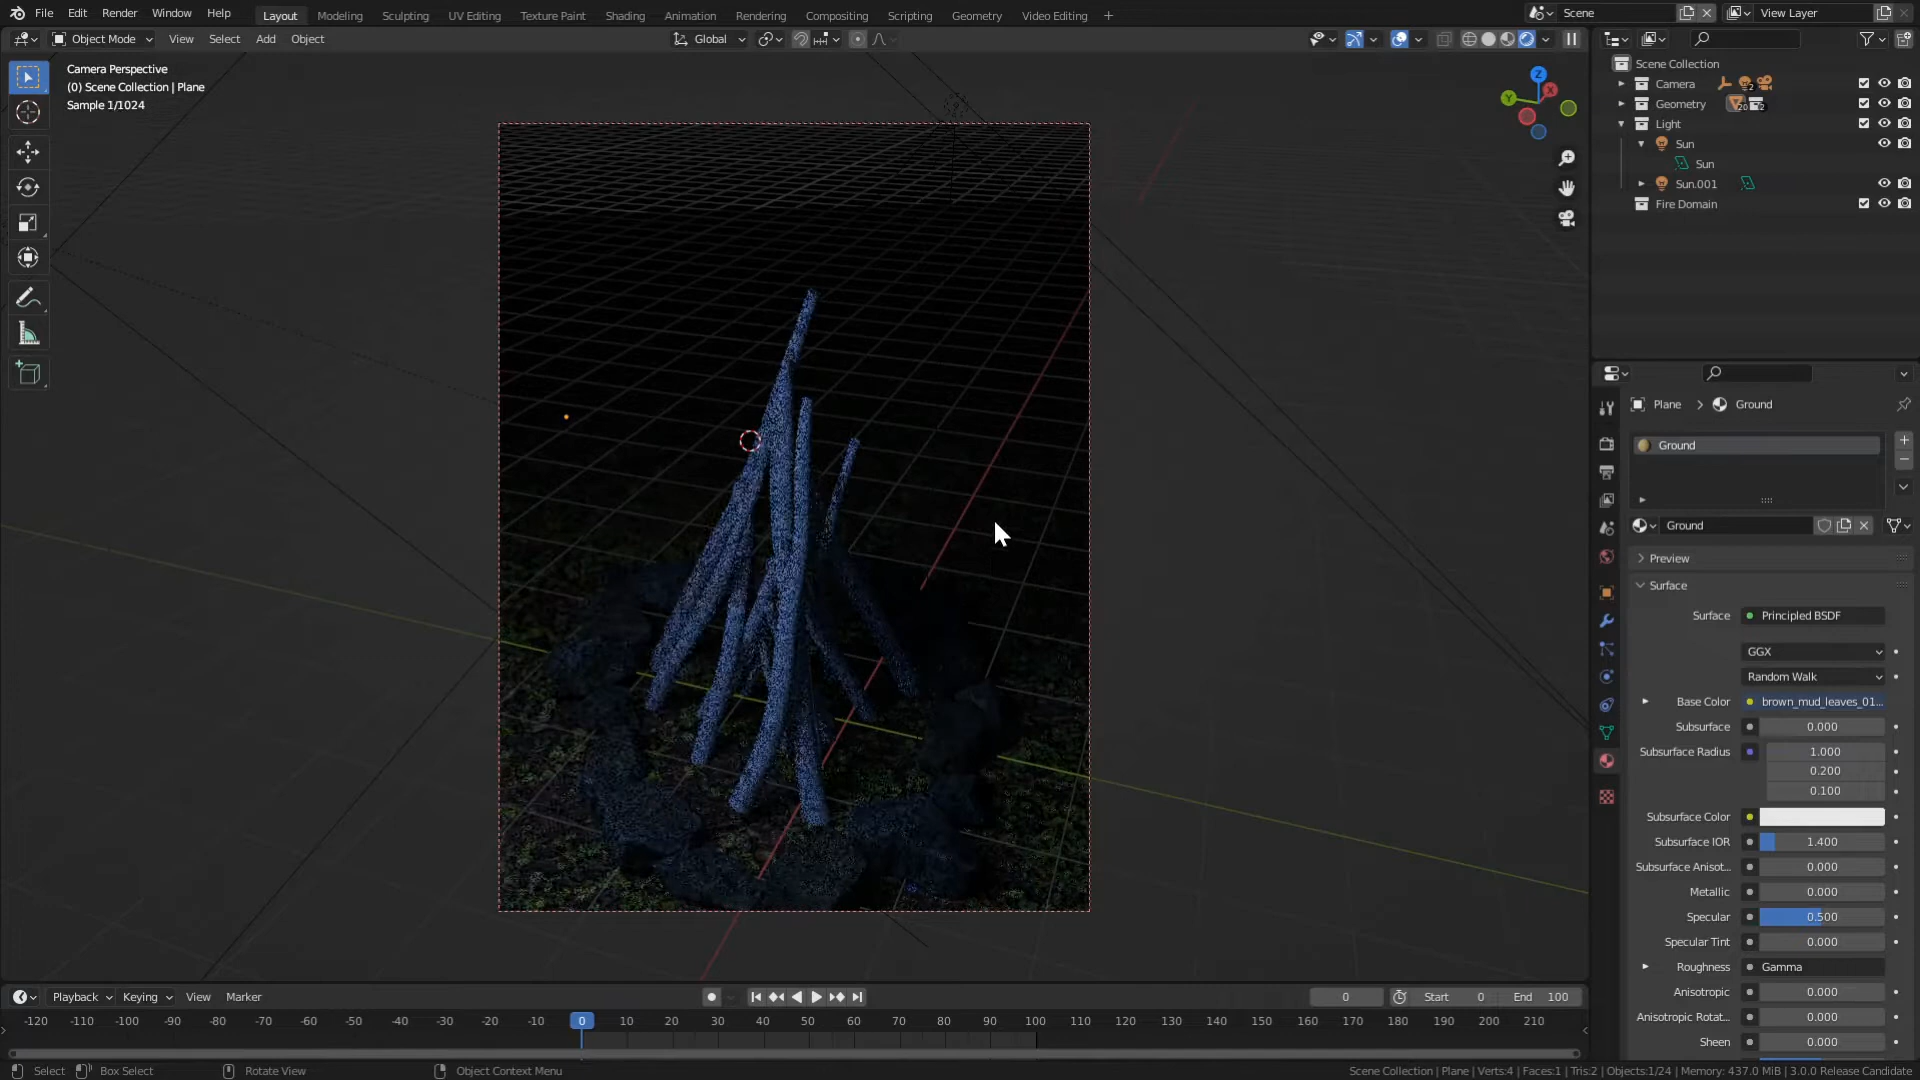 File Edit Render Window Help Layout Modeling Sculpting UV Editing Texture Paint Shading Animation Rendering Compositing Scripting Geometry Video Editing + Scene View Layer
Object Mode View Select Add Object Global
Camera Perspective
(0) Scene Collection | Plane
Sample 1/1024
Z
X
Y
Scene Collection
Camera 2
Geometry 20 2
Light
Sun
Sun
Sun.001
Fire Domain
Plane > Ground
Ground
Ground
Preview
Surface
Surface Principled BSDF
GGX
Random Walk
Base Color brown_mud_leaves_01...
Subsurface 0.000
Subsurface Radius 1.000
0.200
0.100
Subsurface Color
Subsurface IOR 1.400
Subsurface Anisot... 0.000
Metallic 0.000
Specular 0.500
Specular Tint 0.000
Roughness Gamma
Anisotropic 0.000
Anisotropic Rotat... 0.000
Sheen 0.000
Playback Keying View Marker 0 Start 0 End 100
-120 -110 -100 -90 -80 -70 -60 -50 -40 -30 -20 -10 0 10 20 30 40 50 60 70 80 90 100 110 120 130 140 150 160 170 180 190 200 210
Select Box Select Rotate View Object Context Menu Scene Collection | Plane | Verts:4 | Faces:1 | Tris:2 | Objects:1/24 | Memory: 437.0 MiB | 3.0.0 Release Candidate